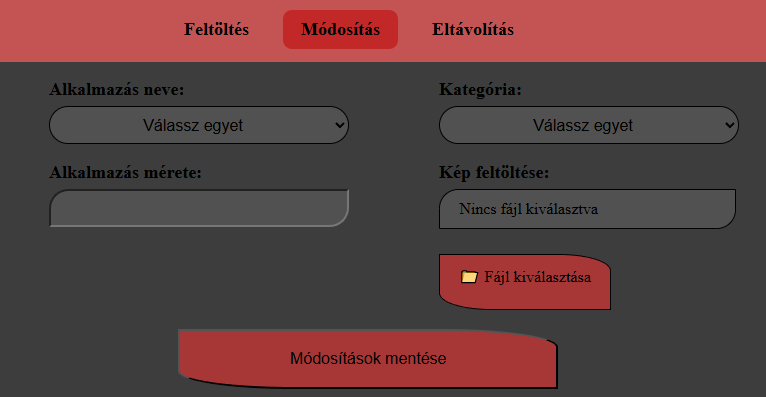 Feltöltés Módosítás Eltávolítás
Alkalmazás neve:
Válassz egyet
Kategória:
Válassz egyet
Alkalmazás mérete:
Kép feltöltése:
Nincs fájl kiválasztva
Fájl kiválasztása
Módosítások mentése